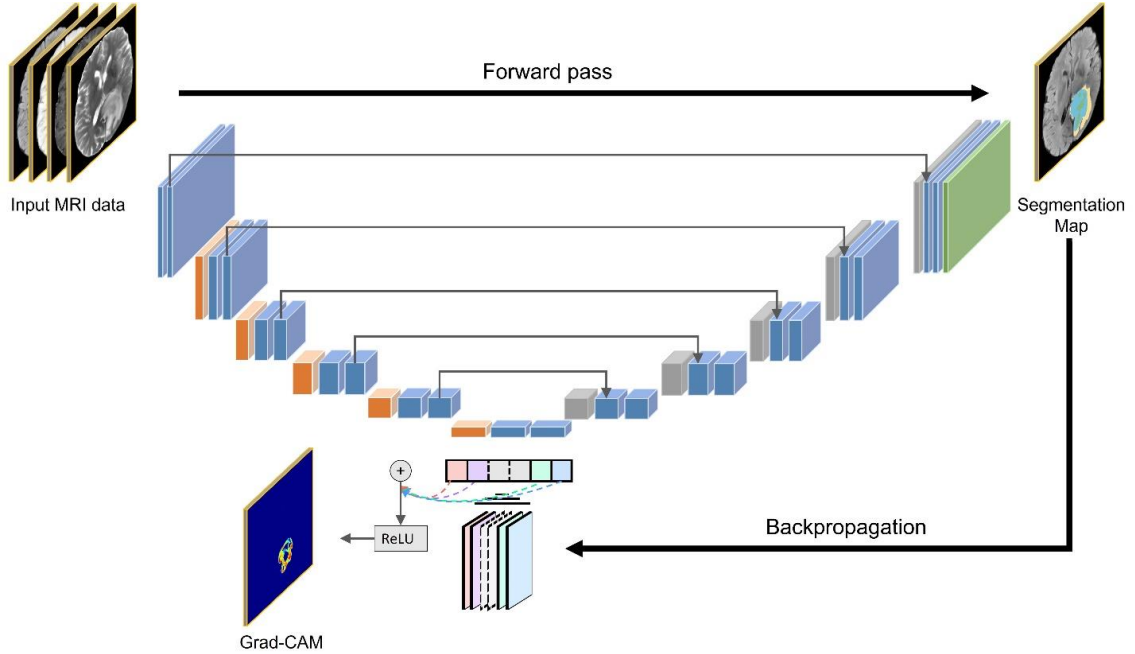 Forward pass
Input MRI data
Segmentation
Map
+
ReLU
Backpropagation
Grad-CAM